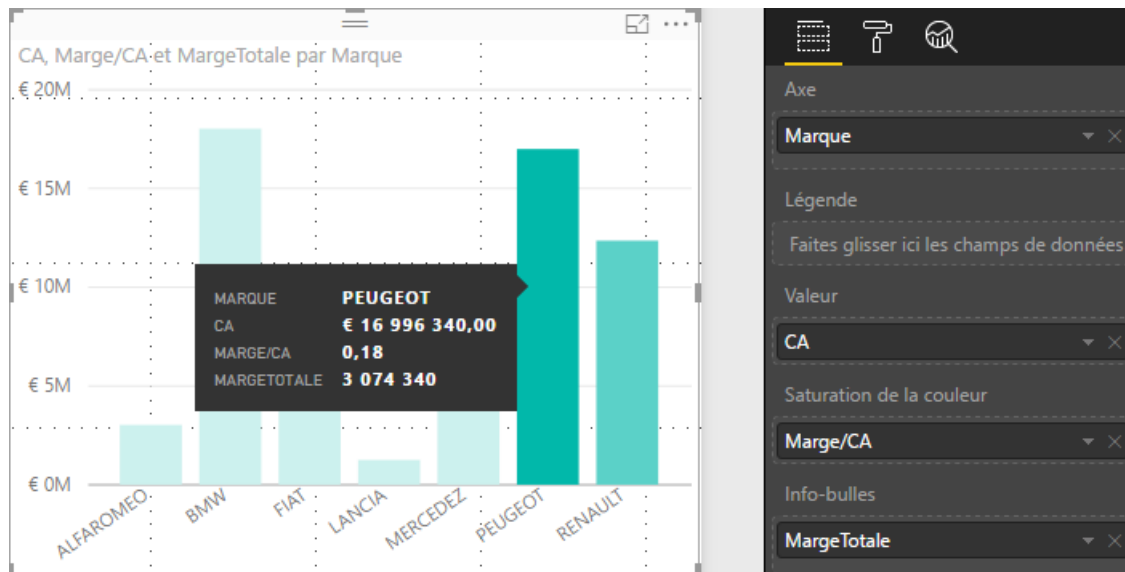 CA, Marge/CA et MargeTotale par Marque
€ 20M
€ 15M
€ 10M
€ 5M
€ 0M
MARQUE PEUGEOT
CA € 16 996 340,00
MARGE/CA 0,18
MARGETOTALE 3 074 340
ALFAROMEO
BMW
FIAT
LANCIA
MERCEDEZ
PEUGEOT
RENAULT
Axe
Marque
Légende
Faites glisser ici les champs de données
Valeur
CA
Saturation de la couleur
Marge/CA
Info-bulles
MargeTotale